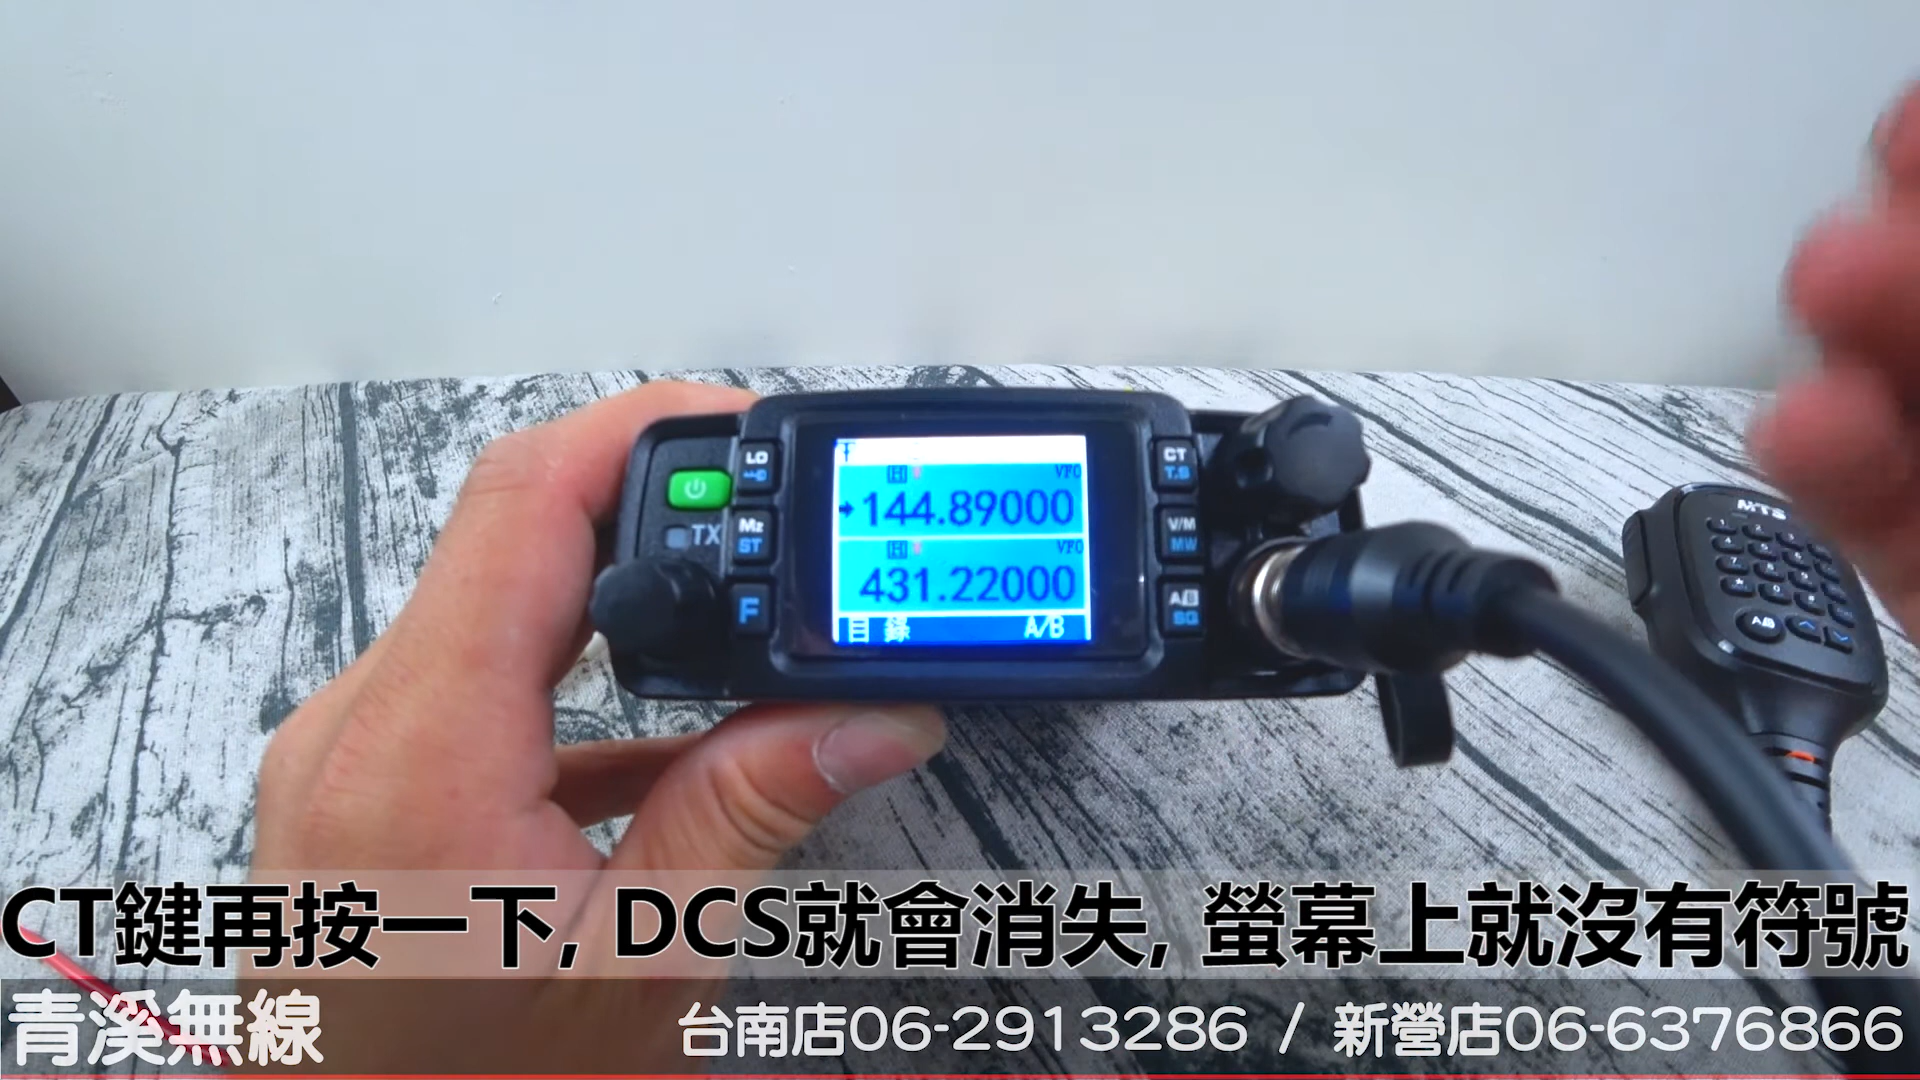 LO
CT
T.S
H
VFO
TX
Mz
ST
144.89000
V/M
MW
MTS
H
VFO
F
431.22000
SQ
目錄
A/B
CT鍵再按一下, DCS就會消失, 螢幕上就沒有符號
青溪無線
台南店06-2913286 / 新營店06-6376866